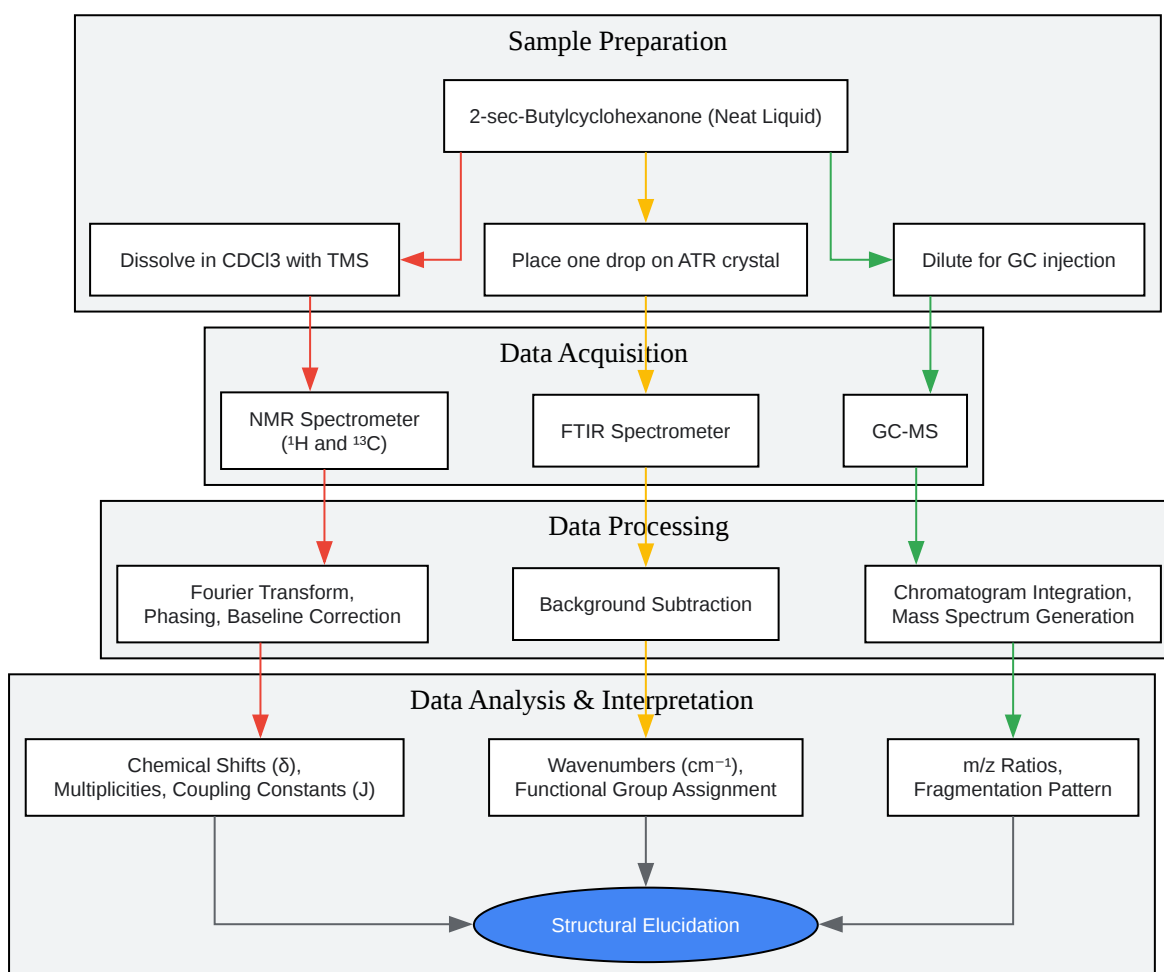 Sample Preparation
2-sec-Butylcyclohexanone (Neat Liquid)
Dissolve in CDCl3 with TMS
Place one drop on ATR crystal
Dilute for GC injection
Data Acquisition
NMR Spectrometer
(¹H and ¹³C)
FTIR Spectrometer
GC-MS
Data Processing
Fourier Transform,
Phasing, Baseline Correction
Background Subtraction
Chromatogram Integration,
Mass Spectrum Generation
Data Analysis & Interpretation
Chemical Shifts (δ),
Multiplicities, Coupling Constants (J)
Wavenumbers (cm⁻¹),
Functional Group Assignment
m/z Ratios,
Fragmentation Pattern
Structural Elucidation